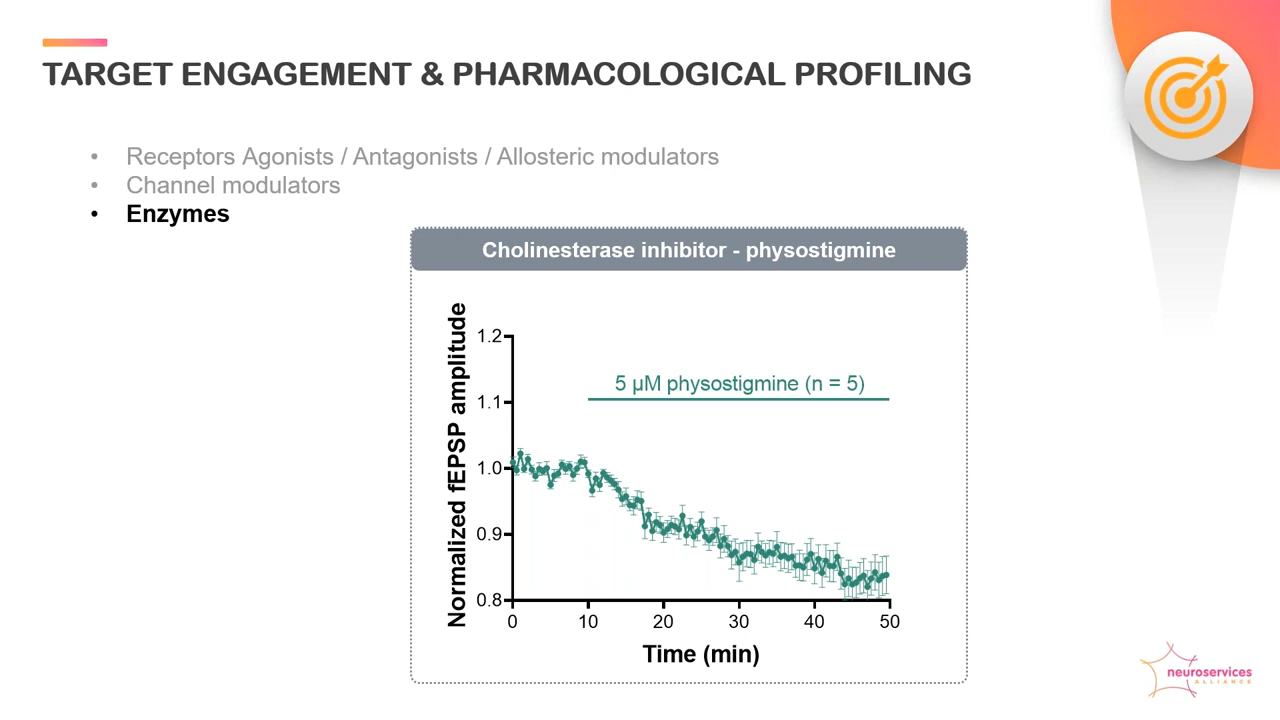 TARGET ENGAGEMENT & PHARMACOLOGICAL PROFILING
• Receptors Agonists / Antagonists / Allosteric modulators
• Channel modulators
• Enzymes
Cholinesterase inhibitor - physostigmine
Normalized fEPSP amplitude
1.2
1.1
1.0
0.9
0.8
5 µM physostigmine (n = 5)
0 10 20 30 40 50
Time (min)
neuroservices
ALLIANCE